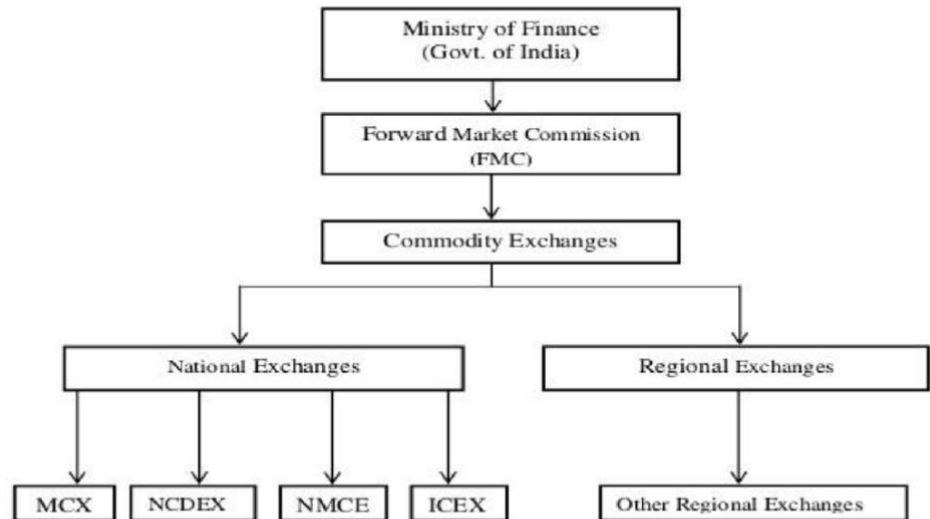 Ministry of Finance
(Govt. of India)
Forward Market Commission
(FMC)
Commodity Exchanges
National Exchanges
Regional Exchanges
MCX
NCDEX
NMCE
ICEX
Other Regional Exchanges